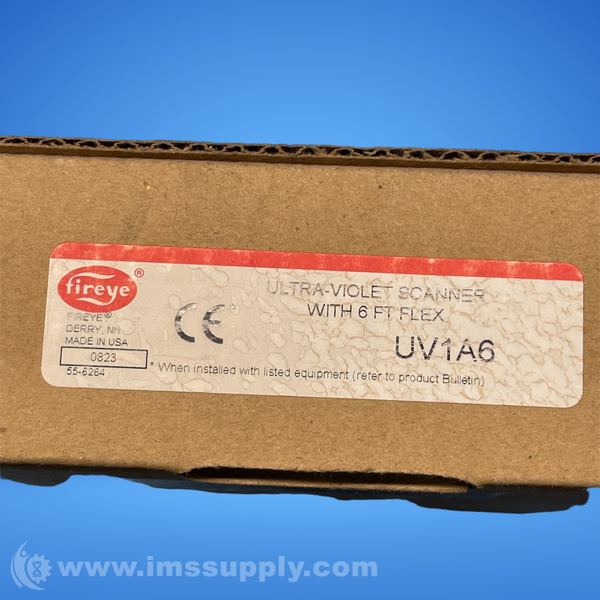 fireye®
FIREYE®
DERRY, NH
MADE IN USA
0823
55-6264
CE
ULTRA-VIOLET SCANNER
WITH 6 FT FLEX
UV1A6
* When installed with listed equipment (refer to product Bulletin)
www.imssupply.com